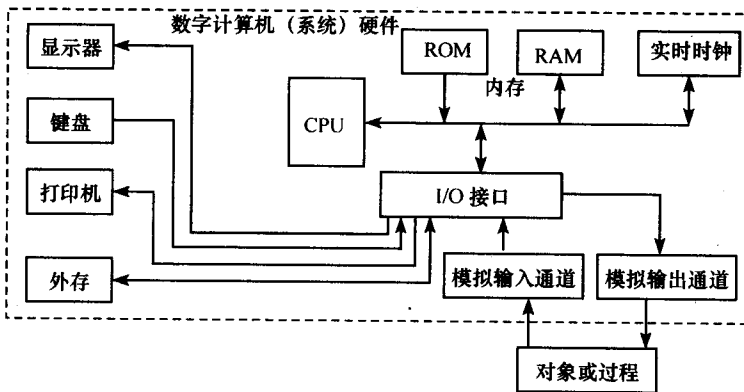 数字计算机（系统）硬件
显示器
ROM
RAM
实时时钟
内存
键盘
CPU
打印机
I/O 接口
外存
模拟输入通道
模拟输出通道
对象或过程